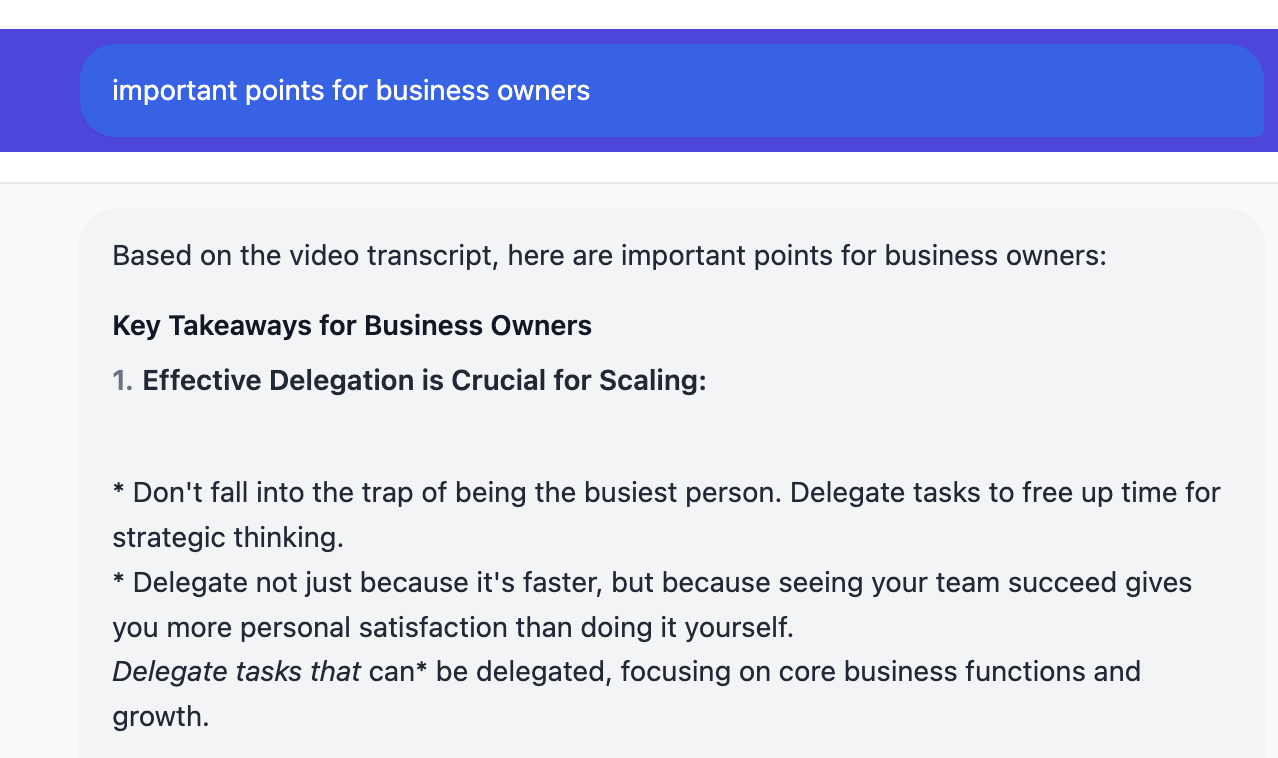 important points for business owners
Based on the video transcript, here are important points for business owners:
Key Takeaways for Business Owners
1. Effective Delegation is Crucial for Scaling:
* Don't fall into the trap of being the busiest person. Delegate tasks to free up time for
strategic thinking.
* Delegate not just because it's faster, but because seeing your team succeed gives
you more personal satisfaction than doing it yourself.
Delegate tasks that can* be delegated, focusing on core business functions and
growth.